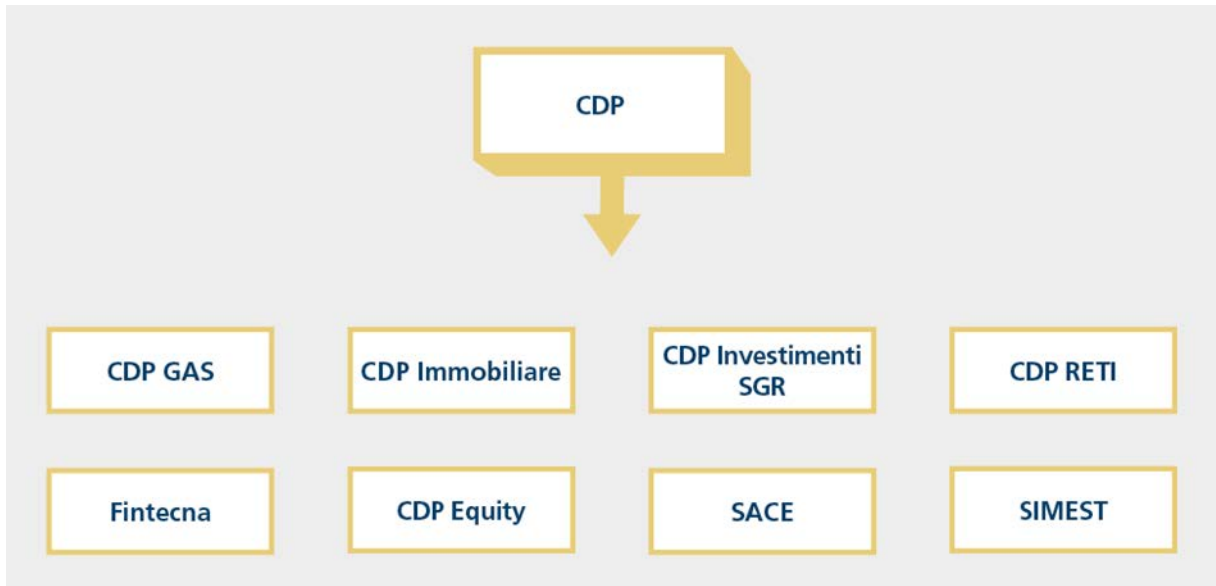 CDP
CDP GAS
CDP Immobiliare
CDP Investimenti
SGR
CDP RETI
Fintecna
CDP Equity
SACE
SIMEST